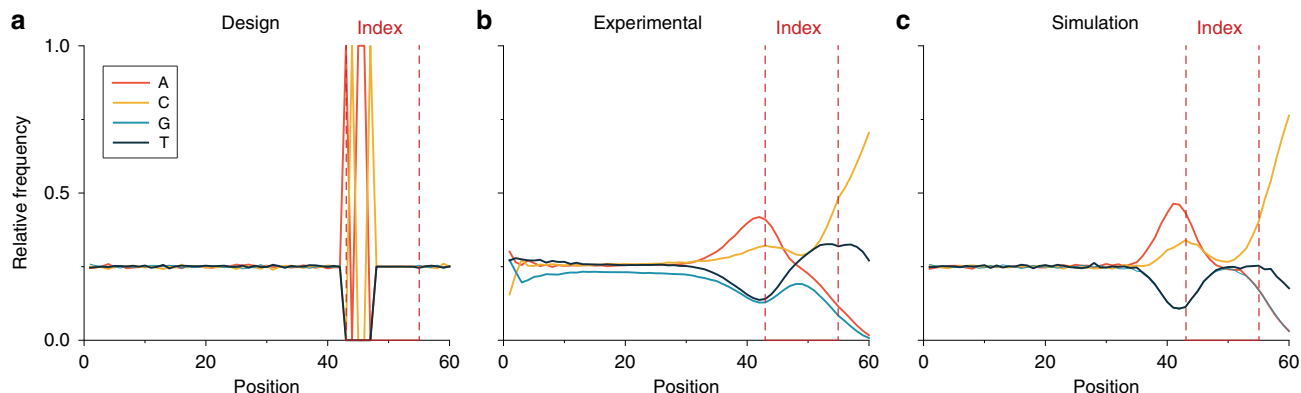 a Design Index
b Experimental Index
c Simulation Index
1.0
0.5
0.0
Relative frequency
A
C
G
T
0 20 40 60
0 20 40 60
0 20 40 60
Position
Position
Position